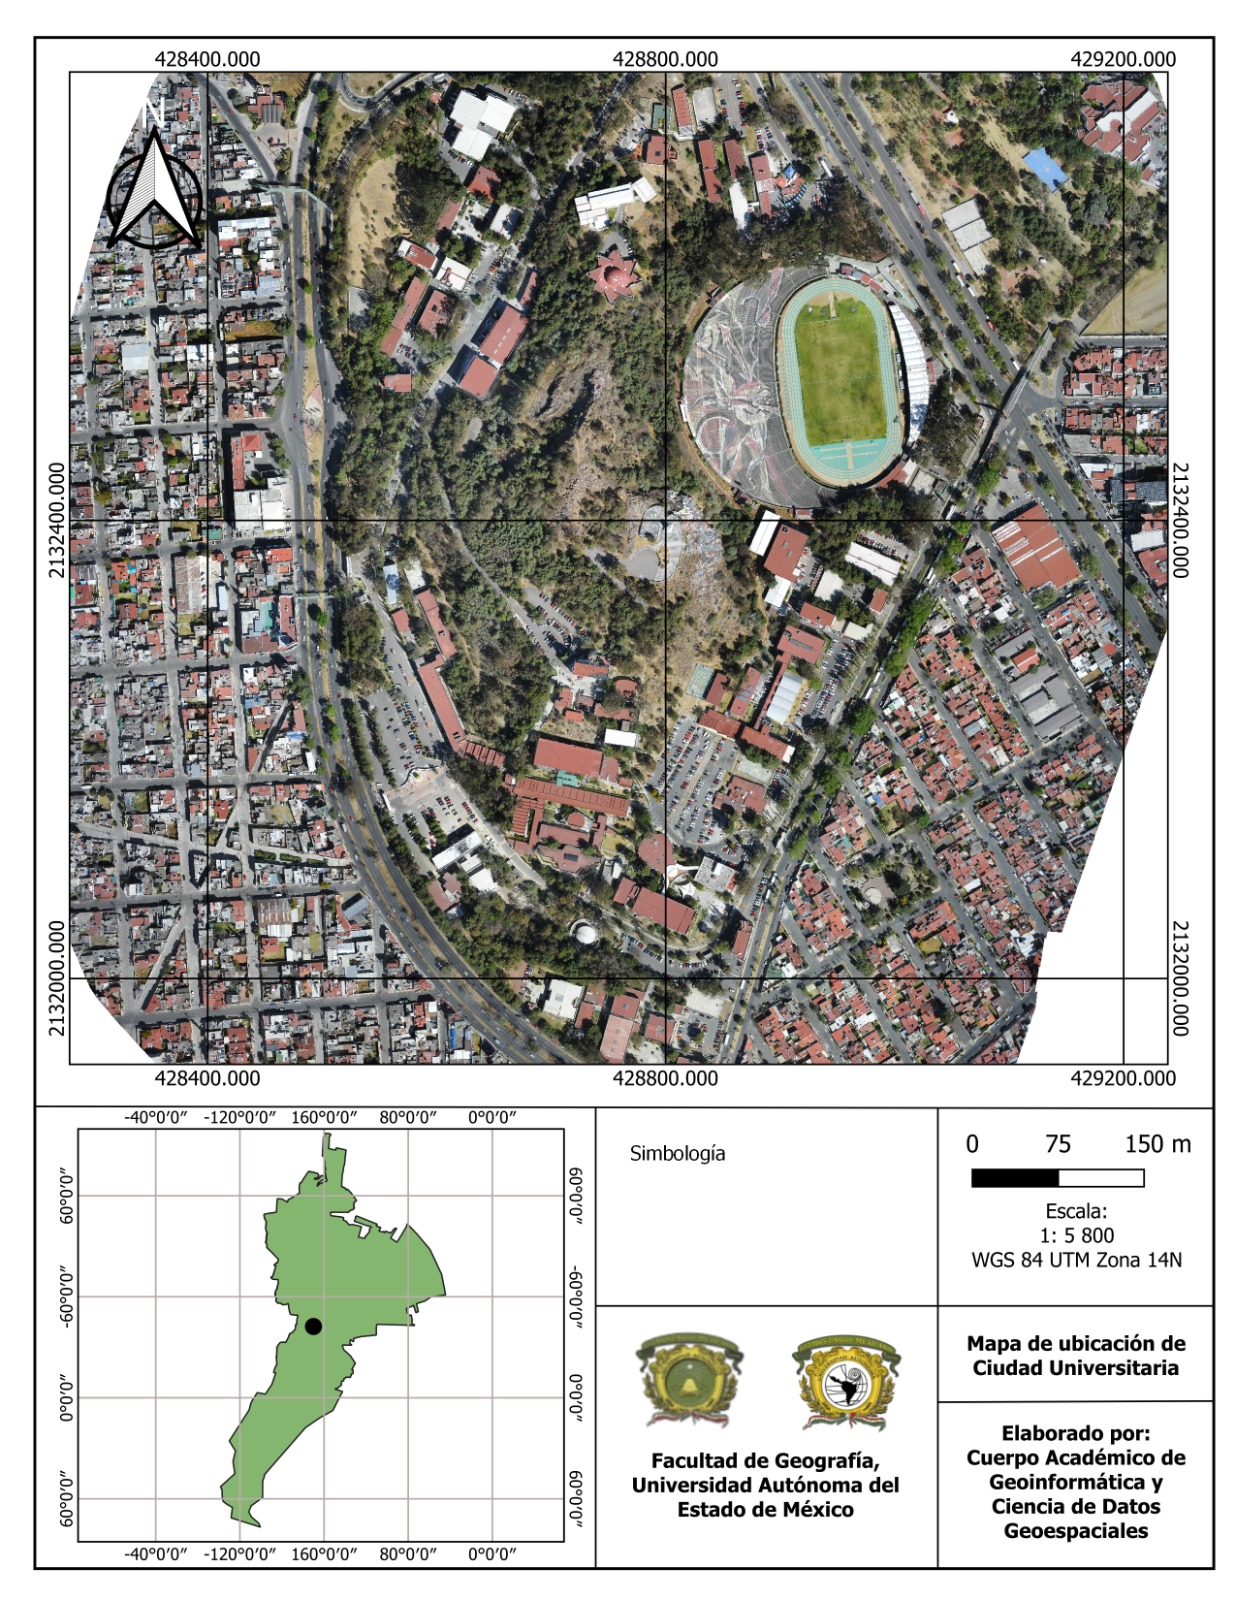 428400.000
428800.000
429200.000
N
2132400.000
2132400.000
2132000.000
2132000.000
428400.000
428800.000
429200.000
-40°0'0" -120°0'0" 160°0'0" 80°0'0" 0°0'0"
60°0'0"
60°0'0"
-60°0'0"
-60°0'0"
0°0'0"
0°0'0"
60°0'0"
60°0'0"
-40°0'0" -120°0'0" 160°0'0" 80°0'0" 0°0'0"
Simbología
0 75 150 m
Escala:
1: 5 800
WGS 84 UTM Zona 14N
Facultad de Geografía,
Universidad Autónoma del
Estado de México
Mapa de ubicación de
Ciudad Universitaria
Elaborado por:
Cuerpo Académico de
Geoinformática y
Ciencia de Datos
Geoespaciales